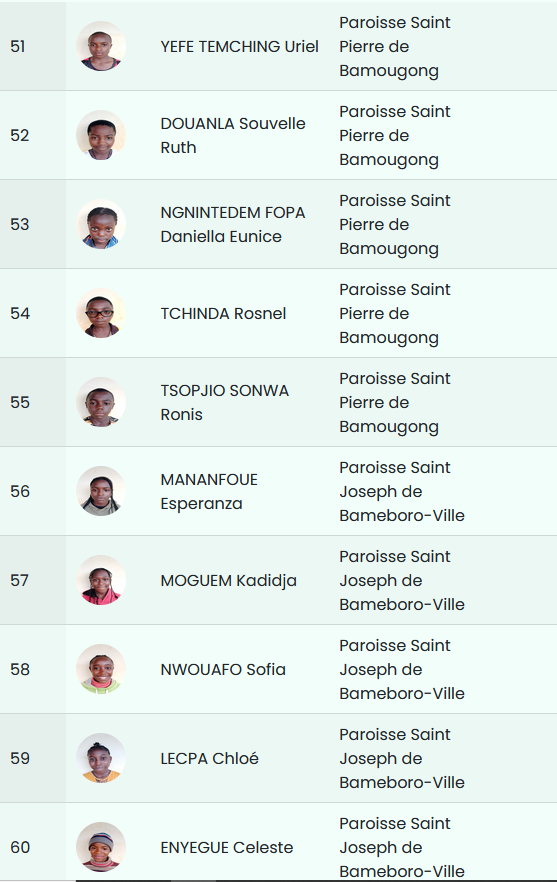 51
YEFE TEMCHING Uriel
Paroisse Saint
Pierre de
Bamougong
52
DOUANLA Souvelle
Ruth
Paroisse Saint
Pierre de
Bamougong
53
NGNINTEDEM FOPA
Daniella Eunice
Paroisse Saint
Pierre de
Bamougong
54
TCHINDA Rosnel
Paroisse Saint
Pierre de
Bamougong
55
TSOPJIO SONWA
Ronis
Paroisse Saint
Pierre de
Bamougong
56
MANANFOUE
Esperanza
Paroisse Saint
Joseph de
Bameboro-Ville
57
MOGUEM Kadidja
Paroisse Saint
Joseph de
Bameboro-Ville
58
NWOUAFO Sofia
Paroisse Saint
Joseph de
Bameboro-Ville
59
LECPA Chloé
Paroisse Saint
Joseph de
Bameboro-Ville
60
ENYEGUE Celeste
Paroisse Saint
Joseph de
Bameboro-Ville